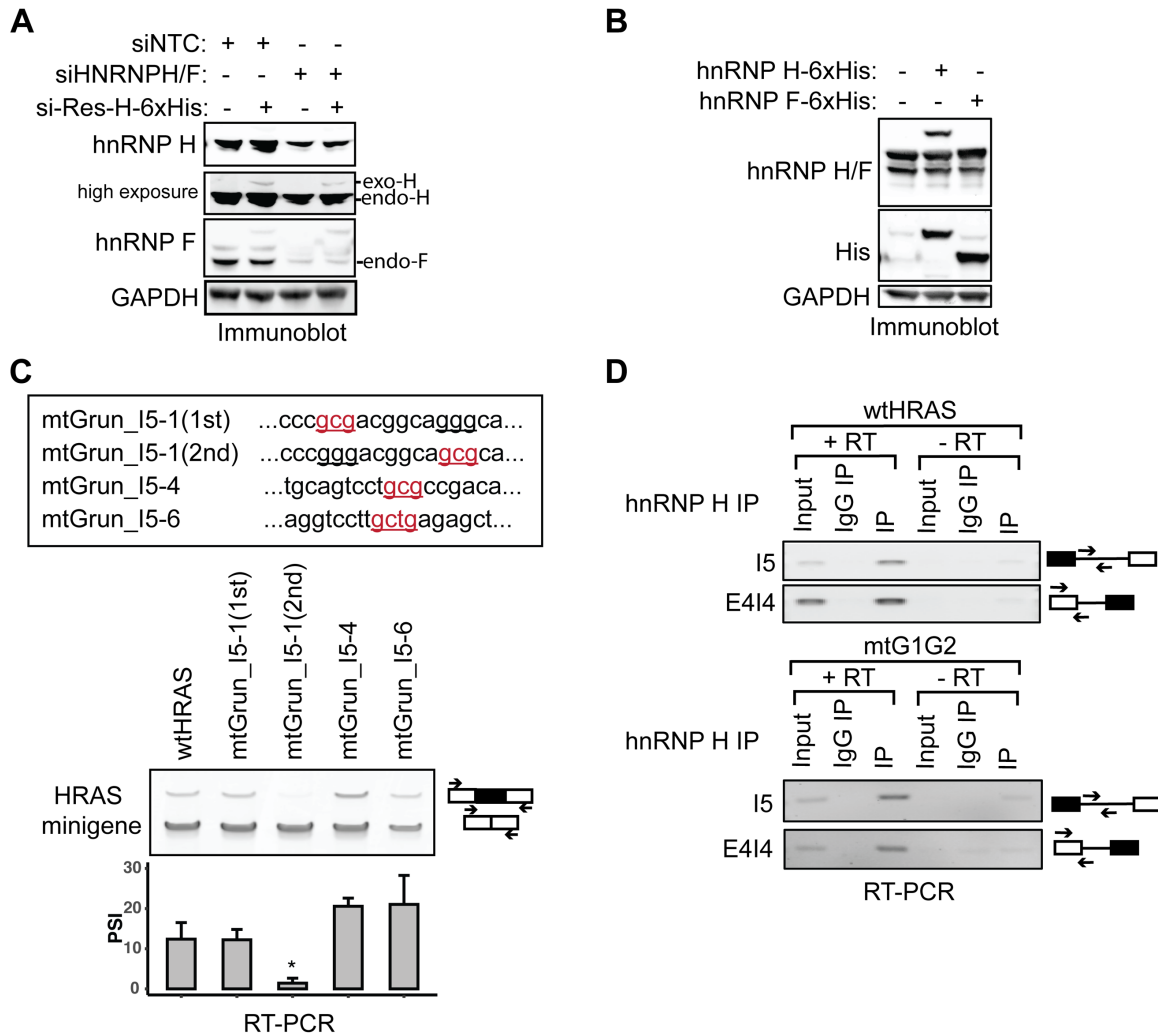 A
siNTC: + + - -
siHNRNPH/F: - - + +
si-Res-H-6xHis: - + - +
hnRNP H
high exposure
exo-H
endo-H
hnRNP F
endo-F
GAPDH
Immunoblot
B
hnRNP H-6xHis: - + -
hnRNP F-6xHis: - - +
hnRNP H/F
His
GAPDH
Immunoblot
C
mtGrun_I5-1(1st) ...cccgcgacggcagggca...
mtGrun_I5-1(2nd) ...cccgggacggcagcgca...
mtGrun_I5-4 ...tgcagtcctgcgccgaca...
mtGrun_I5-6 ...aggtccttgctgagagct...
wtHRAS
mtGrun_I5-1(1st)
mtGrun_I5-1(2nd)
mtGrun_I5-4
mtGrun_I5-6
HRAS
minigene
PSI
30
20
10
0
*
RT-PCR
D
wtHRAS
+ RT - RT
hnRNP H IP
Input IgG IP IP Input IgG IP IP
I5
E4I4
mtG1G2
+ RT - RT
hnRNP H IP
Input IgG IP IP Input IgG IP IP
I5
E4I4
RT-PCR